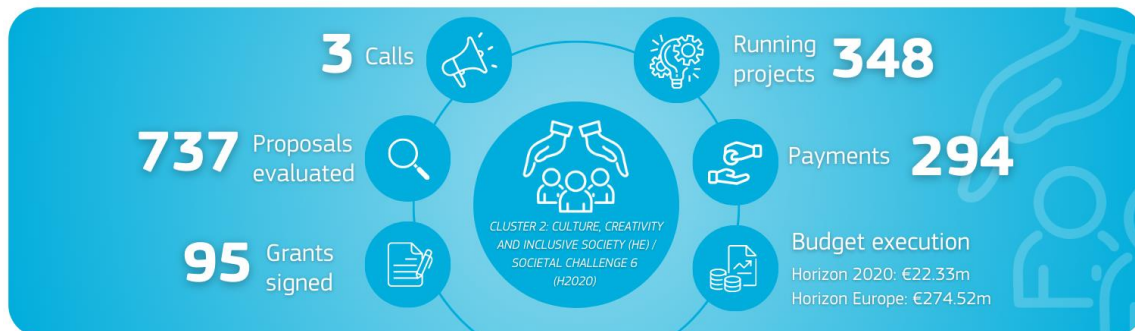 3 Calls
737 Proposals
evaluated
95 Grants
signed
CLUSTER 2: CULTURE, CREATIVITY
AND INCLUSIVE SOCIETY (HE) /
SOCIETAL CHALLENGE 6
(H2020)
Running
projects 348
Payments 294
Budget execution
Horizon 2020: €22.33m
Horizon Europe: €274.52m